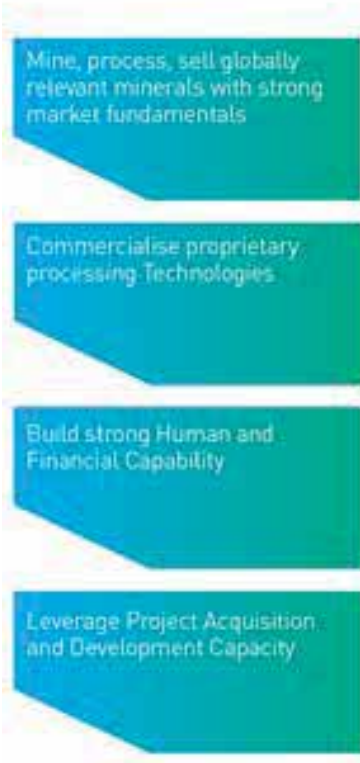 Mine, process, sell globally
relevant minerals with strong
market fundamentals
Commercialise proprietary
processing Technologies
Build strong Human and
Financial Capability
Leverage Project Acquisition
and Development Capacity